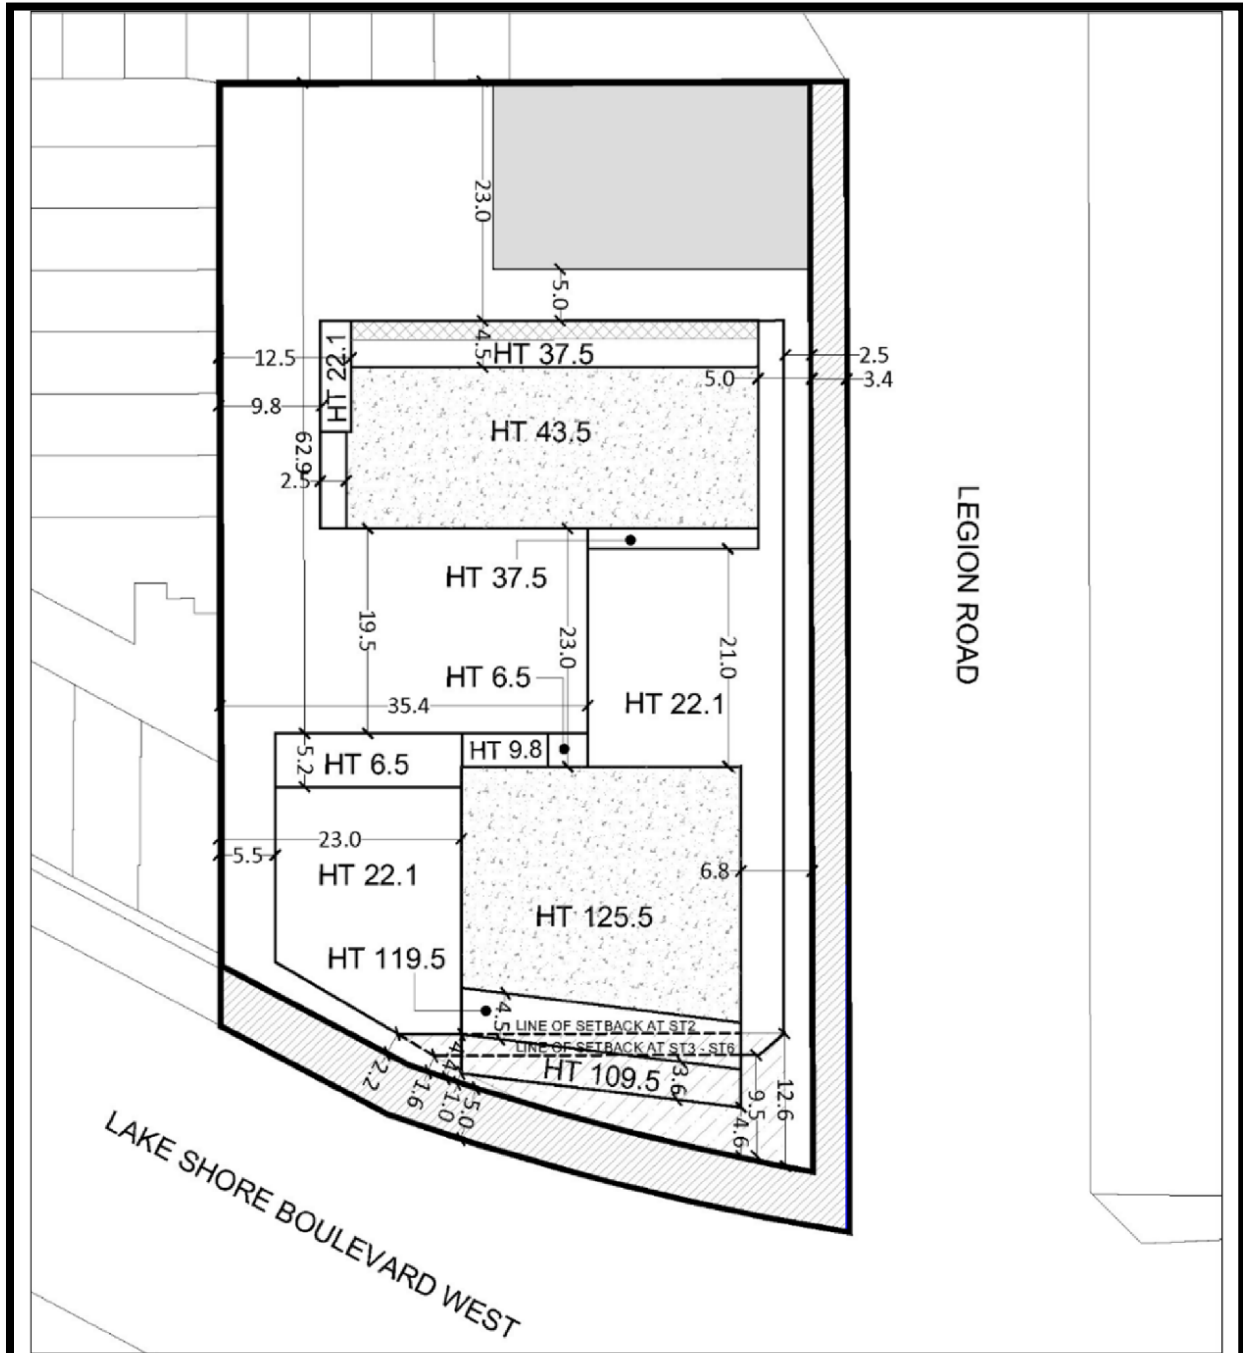 23.0
5.0
4.5
HT 37.5
HT 22.1
12.5
2.5
5.0
3.4
9.8
HT 43.5
62.9
2.5
LEGION ROAD
HT 37.5
19.5
23.0
21.0
HT 6.5
35.4
HT 22.1
5.2
HT 6.5
HT 9.8
23.0
5.5
HT 22.1
6.8
HT 125.5
HT 119.5
4.5
LINE OF SETBACK AT ST2
LINE OF SETBACK AT ST3 - ST6
4.4
HT 109.5
3.6
2.2
1.6
1.0
5.0
4.6
9.5
12.6
LAKE SHORE BOULEVARD WEST